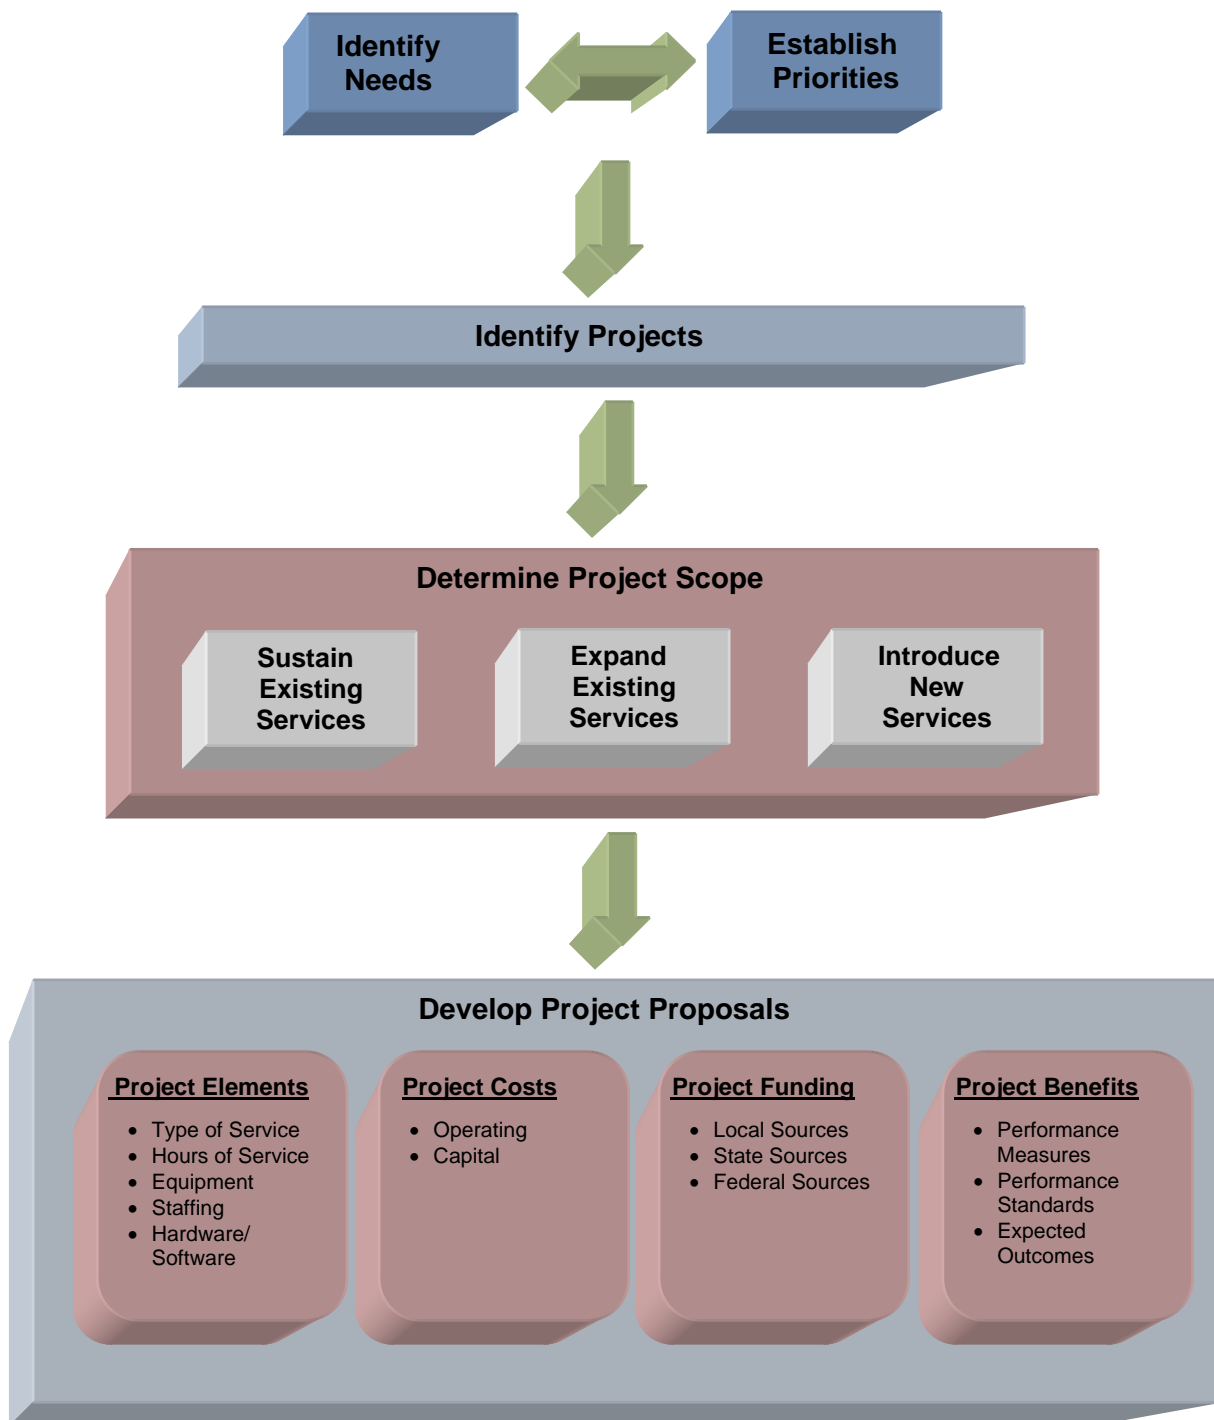 Identify
Needs
Establish
Priorities
Identify Projects
Determine Project Scope
Sustain
Existing
Services
Expand
Existing
Services
Introduce
New
Services
Develop Project Proposals
Project Elements
• Type of Service
• Hours of Service
• Equipment
• Staffing
• Hardware/
Software
Project Costs
• Operating
• Capital
Project Funding
• Local Sources
• State Sources
• Federal Sources
Project Benefits
• Performance
Measures
• Performance
Standards
• Expected
Outcomes